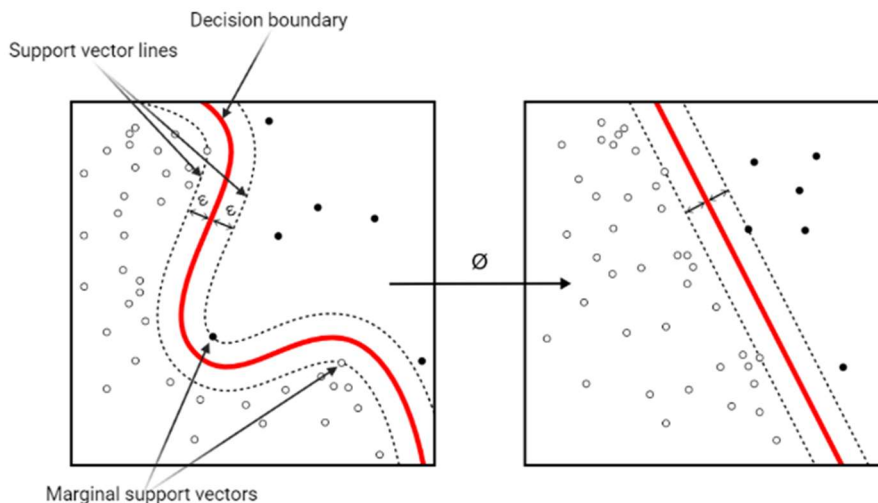 Decision boundary
Support vector lines
ε ε
Ø
Marginal support vectors